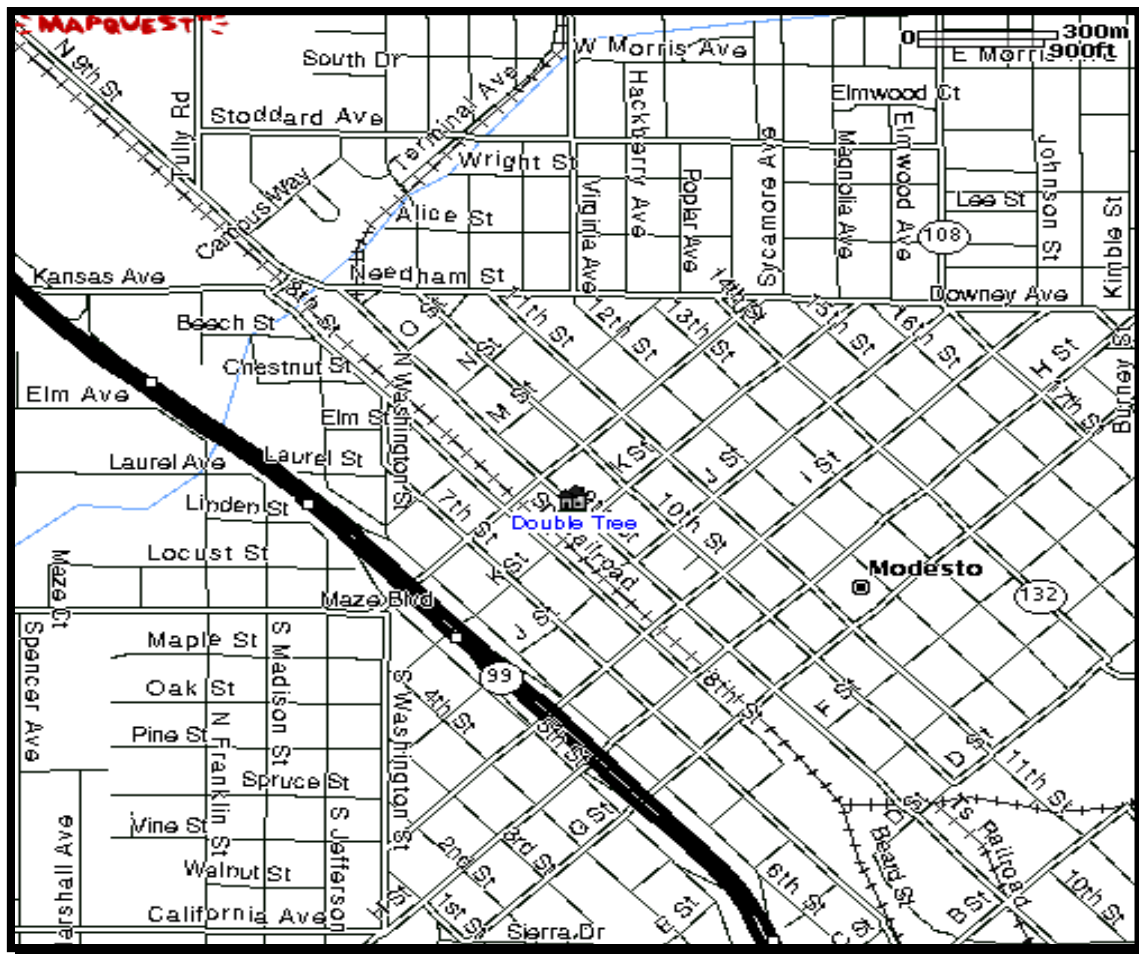 MAPQUEST
0 300m
900ft
N 9th St
South Dr
W Morris Ave
Tully Rd
Stoddard Ave
Terminal Ave
Hackberry Ave
Elmwood Ct
Elmwood Ave
Magnolia Ave
Sycamore Ave
Johnson St
Wright St
Campus Way
Alice St
Virginia Ave
Poplar Ave
Lee St
108
Kimble St
Kansas Ave
Needham St
Downey Ave
8th St
Beech St
11th St
12th St
13th St
14th St
15th St
16th St
Chestnut St
N St
H St
Burney St
Elm Ave
N Washington St
M St
17th St
Elm St
Laurel Ave
Laurel St
K St
J St
I St
Linden St
7th St
Double Tree
10th St
Locust St
Railroad
K St
Modesto
Maze Ct
Maze Blvd
J St
132
Spencer Ave
Maple St
S Madison St
99
8th St
Oak St
S Washington St
4th St
F St
Pine St
N Franklin St
5th St
D St
11th St
Spruce St
Vine St
S Jefferson
G St
3rd St
Ts Railroad
Beard St
arshall Ave
Walnut St
2nd St
6th St
10th St
California Ave
1st St
E St
B St
Sierra Dr